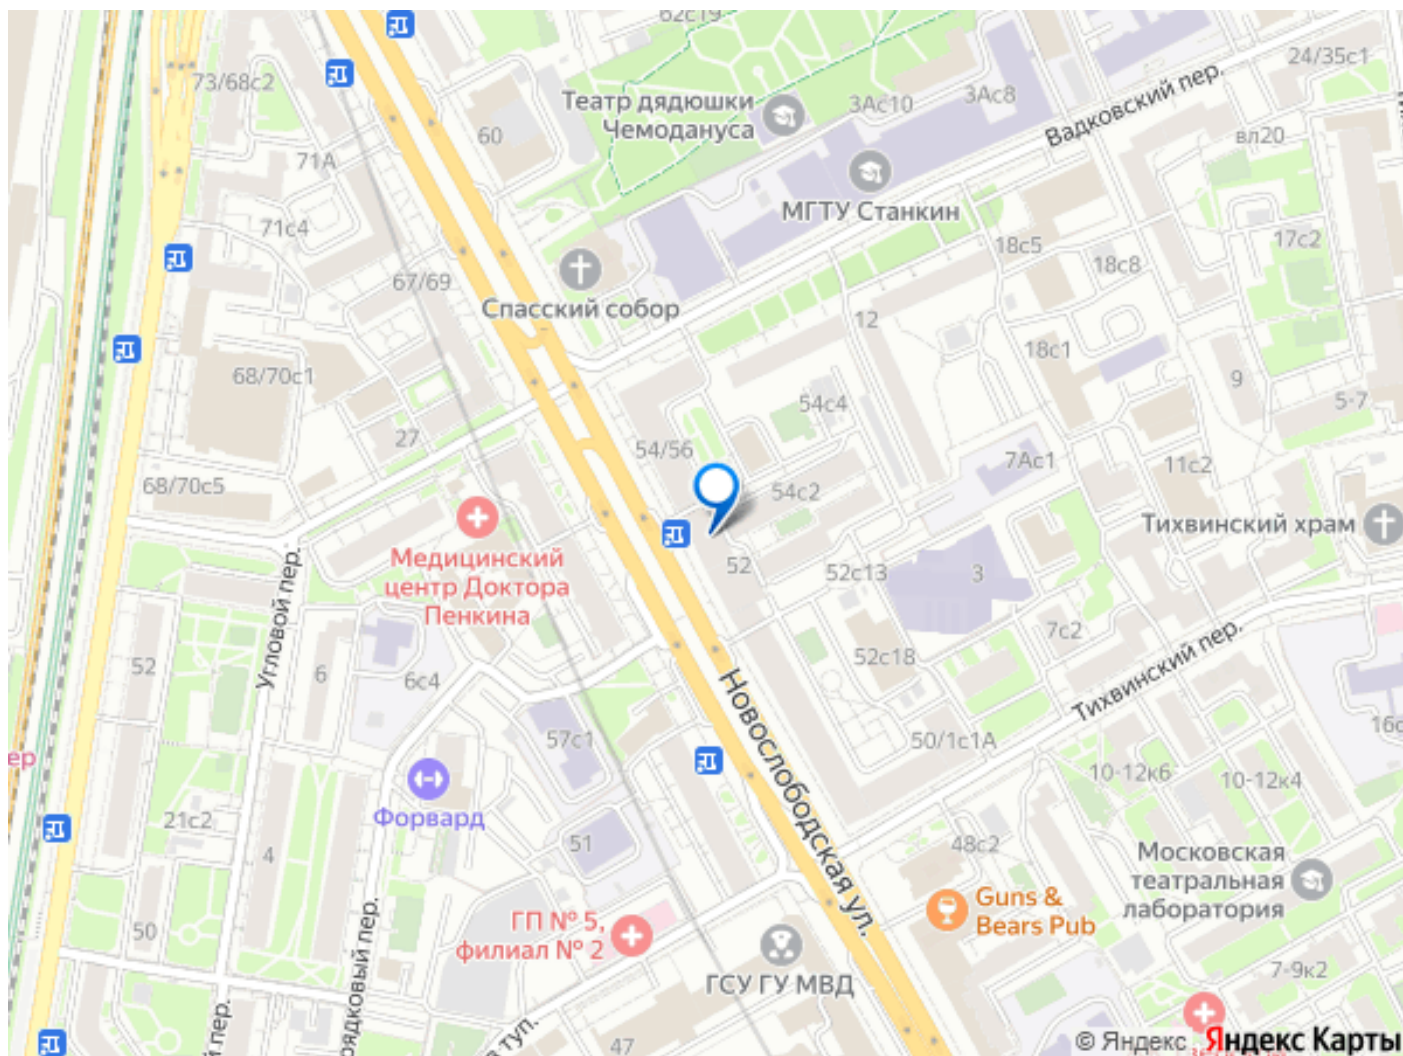 62с19
24/35с1
73/68с2
Театр дядюшки
Чемодануса
3Ас10
3Ас8
Вадковский пер.
60
вл20
71А
МГТУ Станкин
71с4
17с2
18с5
18с8
67/69
Спасский собор
12
18с1
68/70с1
9
54с4
5-7
27
54/56
7Ас1
11с2
68/70с5
54с2
Тихвинский храм
Медицинский
центр Доктора
Пенкина
52
52с13
3
Угловой пер.
7с2
Тихвинский пер.
52
6
6с4
52с18
Новослободская ул.
16с
57с1
50/1с1А
ер
10-12к6
10-12к4
Форвард
21с2
4
51
48с2
Московская
театральная
лаборатория
Guns &
Bears Pub
ГП № 5,
филиал № 2
50
ГСУ ГУ МВД
7-9к2
рядковый пер.
й пер.
в туп.
47
© Яндекс Яндекс Карты